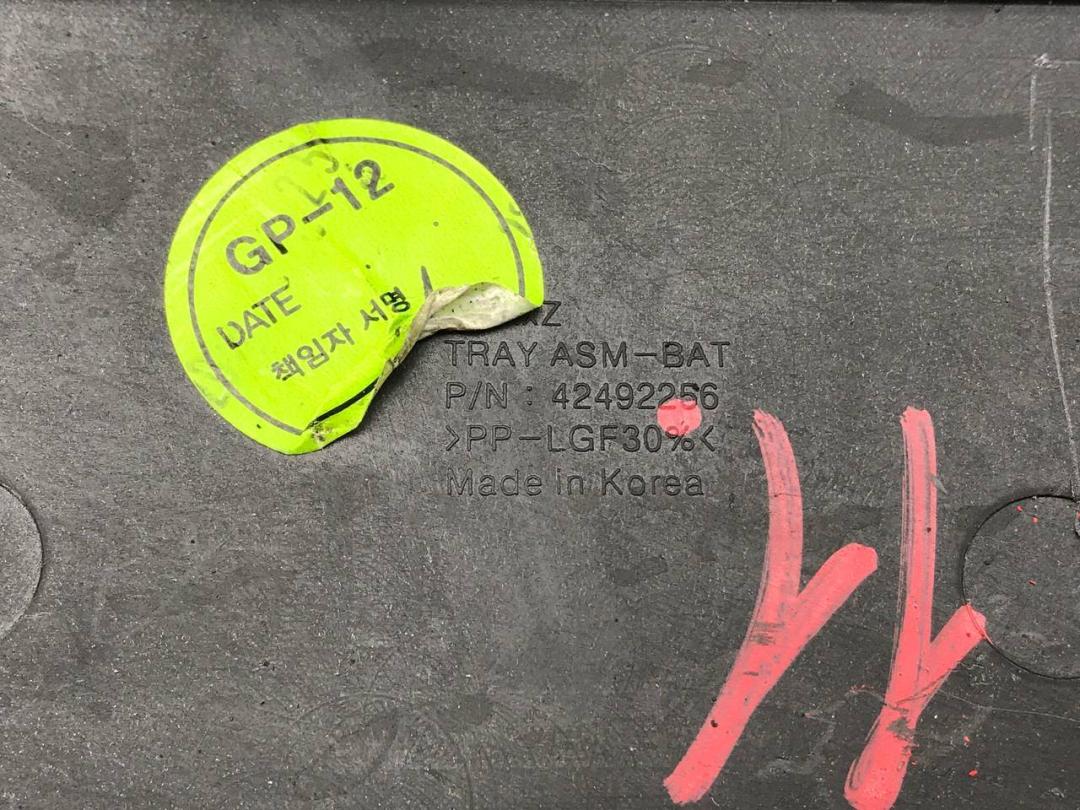 GP-12
DATE
책임자 서명
TRAY ASM-BAT
P/N : 42492256
>PP-LGF30%<
Made in Korea